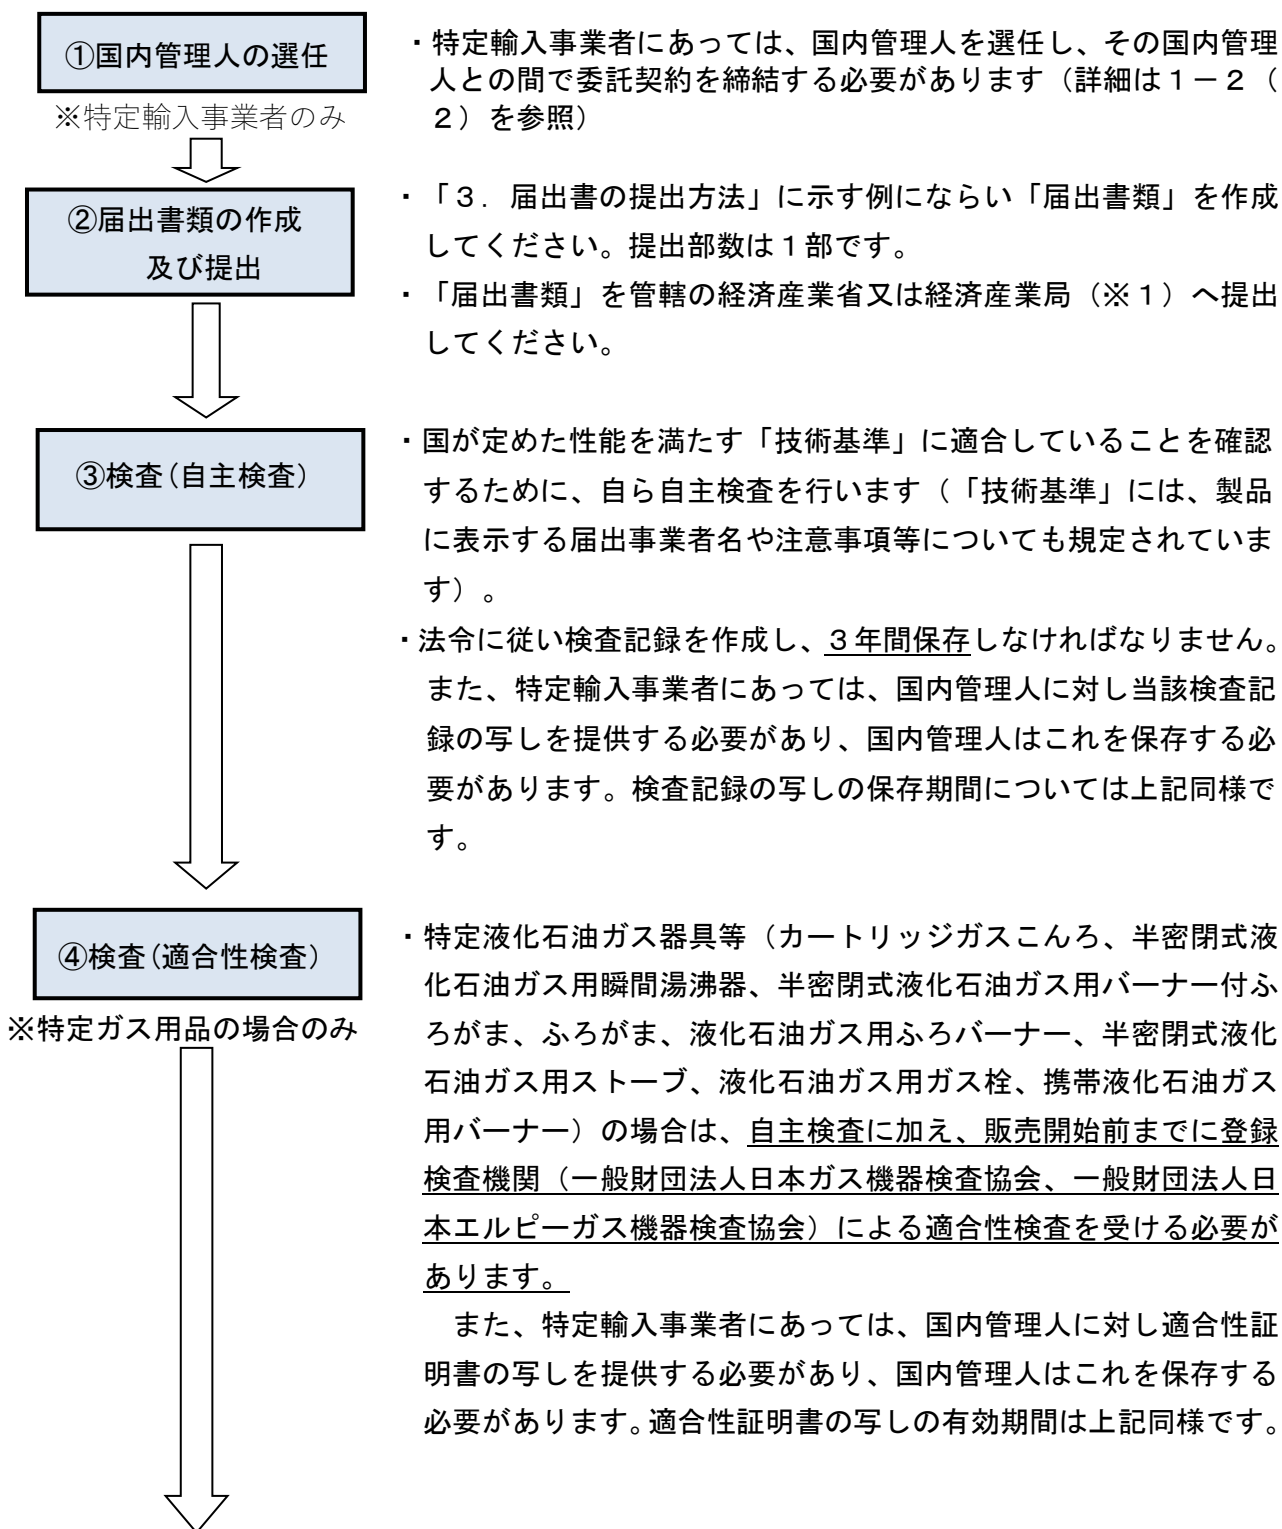 ①国内管理人の選任
※特定輸入事業者のみ
・特定輸入事業者にあっては、国内管理人を選任し、その国内管理
人との間で委託契約を締結する必要があります（詳細は１－２（
２）を参照）
②届出書類の作成
及び提出
・「３．届出書の提出方法」に示す例にならい「届出書類」を作成
してください。提出部数は１部です。
・「届出書類」を管轄の経済産業省又は経済産業局（※１）へ提出
してください。
③検査(自主検査)
・国が定めた性能を満たす「技術基準」に適合していることを確認
するために、自ら自主検査を行います（「技術基準」には、製品
に表示する届出事業者名や注意事項等についても規定されていま
す）。
・法令に従い検査記録を作成し、３年間保存しなければなりません。
また、特定輸入事業者にあっては、国内管理人に対し当該検査記
録の写しを提供する必要があり、国内管理人はこれを保存する必
要があります。検査記録の写しの保存期間については上記同様で
す。
④検査(適合性検査)
※特定ガス用品の場合のみ
・特定液化石油ガス器具等（カートリッジガスこんろ、半密閉式液
化石油ガス用瞬間湯沸器、半密閉式液化石油ガス用バーナー付ふ
ろがま、ふろがま、液化石油ガス用ふろバーナー、半密閉式液化
石油ガス用ストーブ、液化石油ガス用ガス栓、携帯液化石油ガス
用バーナー）の場合は、自主検査に加え、販売開始前までに登録
検査機関（一般財団法人日本ガス機器検査協会、一般財団法人日
本エルピーガス機器検査協会）による適合性検査を受ける必要が
あります。
また、特定輸入事業者にあっては、国内管理人に対し適合性証
明書の写しを提供する必要があり、国内管理人はこれを保存する
必要があります。適合性証明書の写しの有効期間は上記同様です。